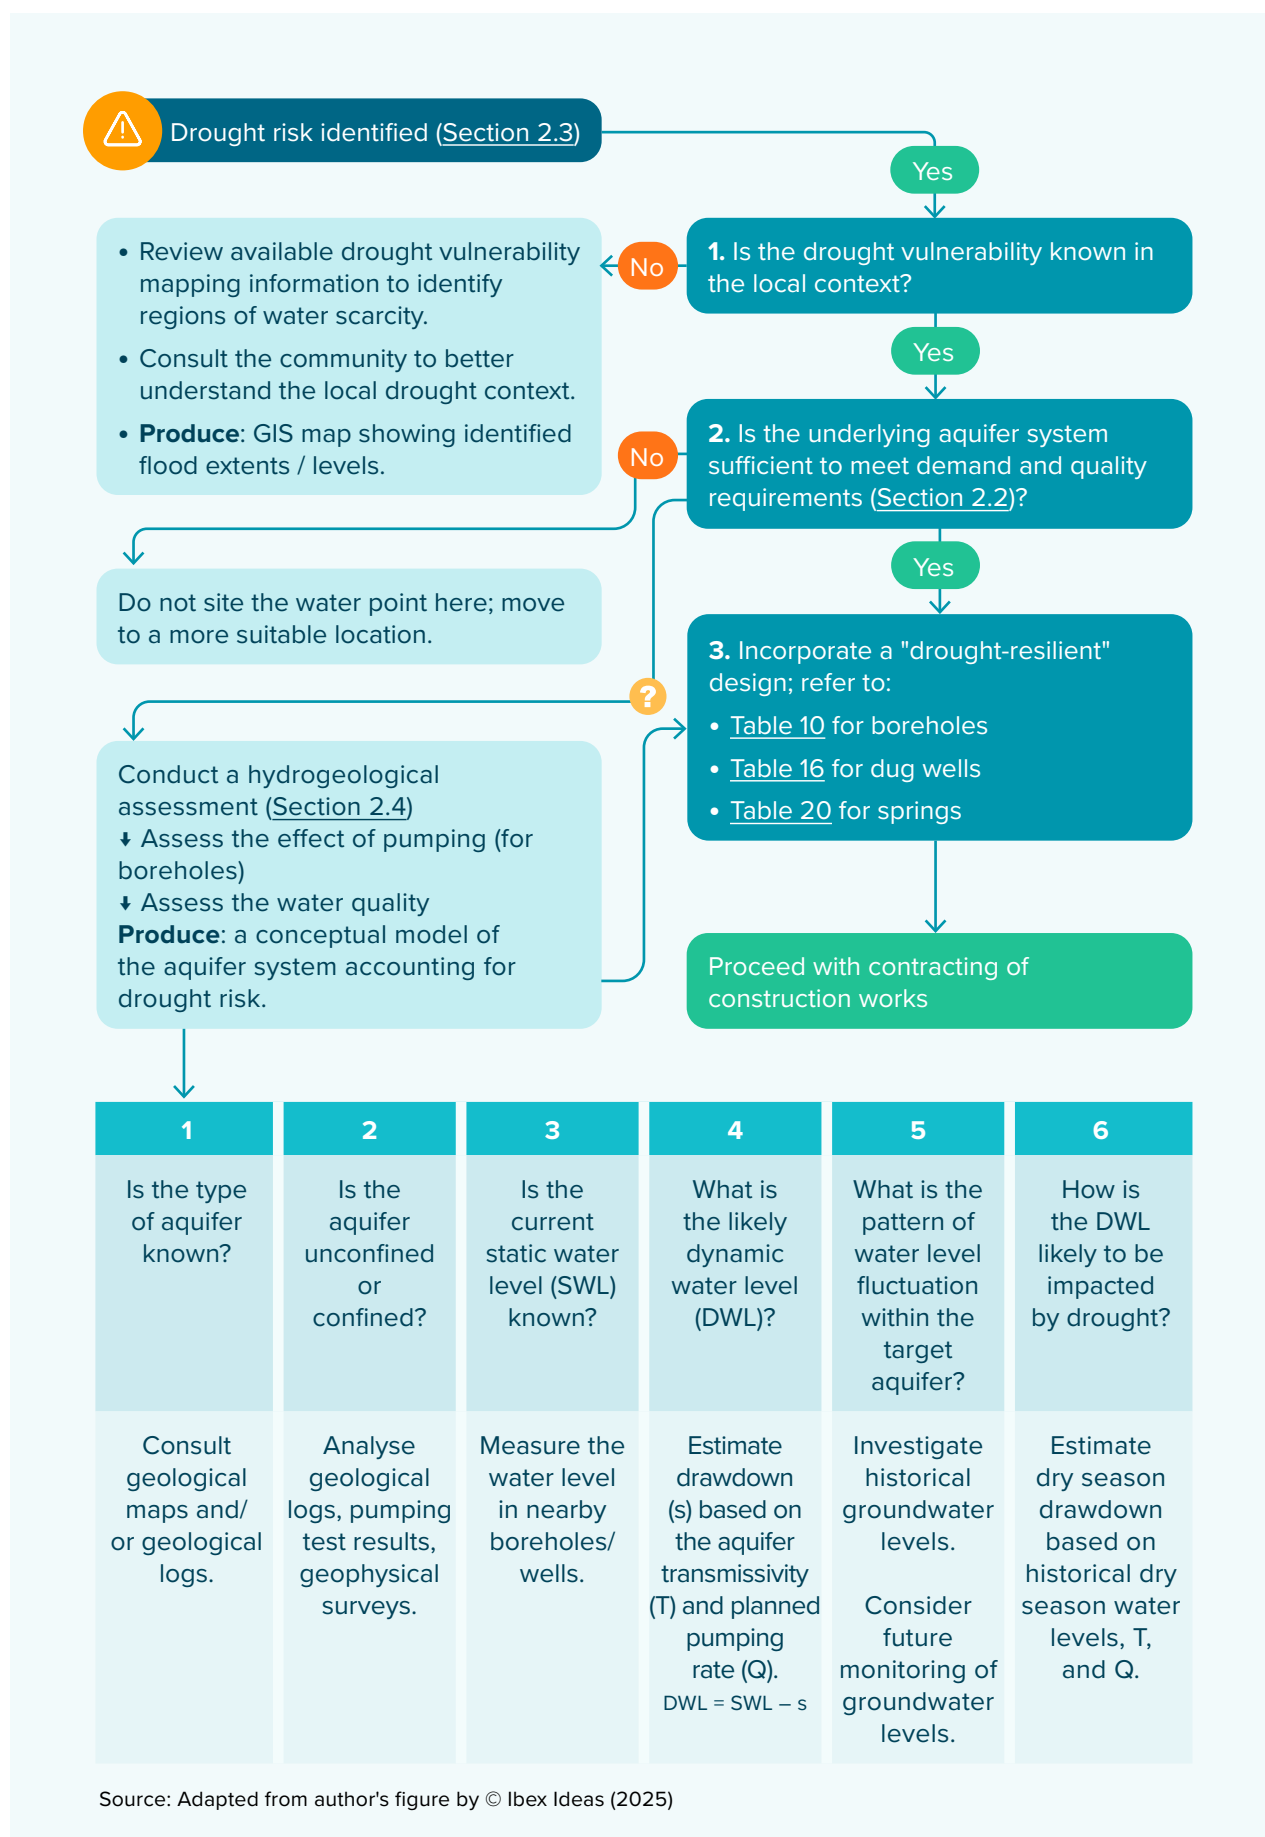 Drought risk identified (Section 2.3)
Yes
1. Is the drought vulnerability known in
the local context?
No
• Review available drought vulnerability
mapping information to identify
regions of water scarcity.
• Consult the community to better
understand the local drought context.
• Produce: GIS map showing identified
flood extents / levels.
Yes
2. Is the underlying aquifer system
sufficient to meet demand and quality
requirements (Section 2.2)?
No
Do not site the water point here; move
to a more suitable location.
Yes
3. Incorporate a "drought-resilient"
design; refer to:
• Table 10 for boreholes
• Table 16 for dug wells
• Table 20 for springs
?
Conduct a hydrogeological
assessment (Section 2.4)
Assess the effect of pumping (for
boreholes)
Assess the water quality
Produce: a conceptual model of
the aquifer system accounting for
drought risk.
Proceed with contracting of
construction works
1
Is the type
of aquifer
known?
Consult
geological
maps and/
or geological
logs.
2
Is the
aquifer
unconfined
or
confined?
Analyse
geological
logs, pumping
test results,
geophysical
surveys.
3
Is the
current
static water
level (SWL)
known?
Measure the
water level
in nearby
boreholes/
wells.
4
What is
the likely
dynamic
water level
(DWL)?
Estimate
drawdown
(s) based on
the aquifer
transmissivity
(T) and planned
pumping
rate (Q).
DWL = SWL – s
5
What is the
pattern of
water level
fluctuation
within the
target
aquifer?
Investigate
historical
groundwater
levels.
Consider
future
monitoring of
groundwater
levels.
6
How is
the DWL
likely to be
impacted
by drought?
Estimate
dry season
drawdown
based on
historical dry
season water
levels, T,
and Q.
Source: Adapted from author's figure by © Ibex Ideas (2025)